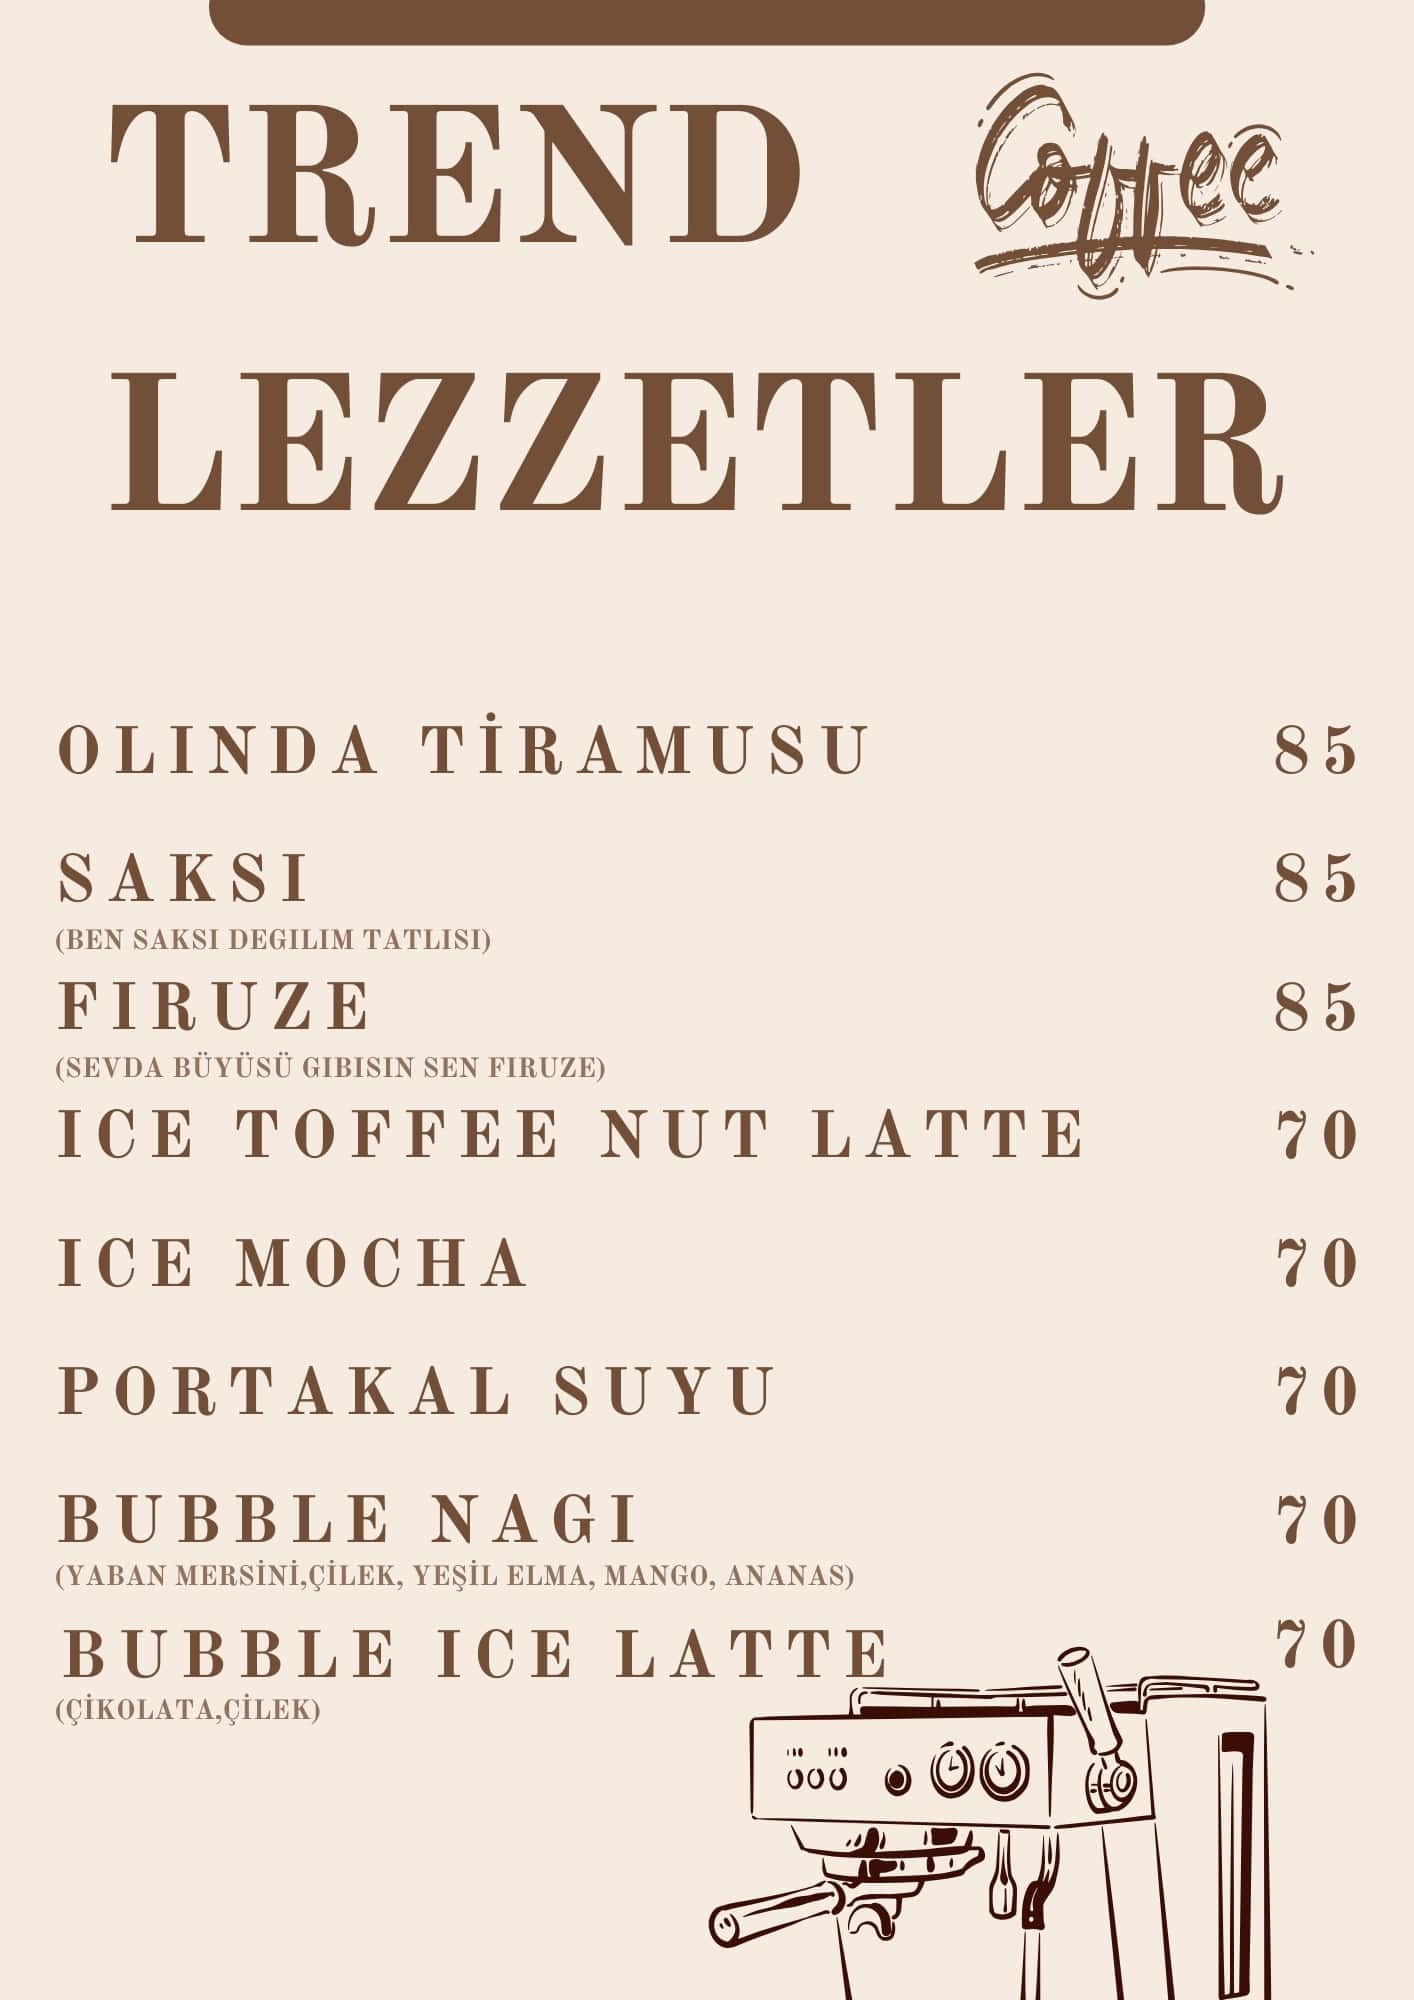 TREND
Coffee
LEZZETLER
OLINDA TİRAMUSU 85
SAKSI 85
(BEN SAKSI DEGILIM TATLISI)
FIRUZE 85
(SEVDA BÜYÜSÜ GIBISIN SEN FIRUZE)
ICE TOFFEE NUT LATTE 70
ICE MOCHA 70
PORTAKAL SUYU 70
BUBBLE NAGI 70
(YABAN MERSİNİ,ÇİLEK, YEŞİL ELMA, MANGO, ANANAS)
BUBBLE ICE LATTE 70
(ÇİKOLATA,ÇİLEK)